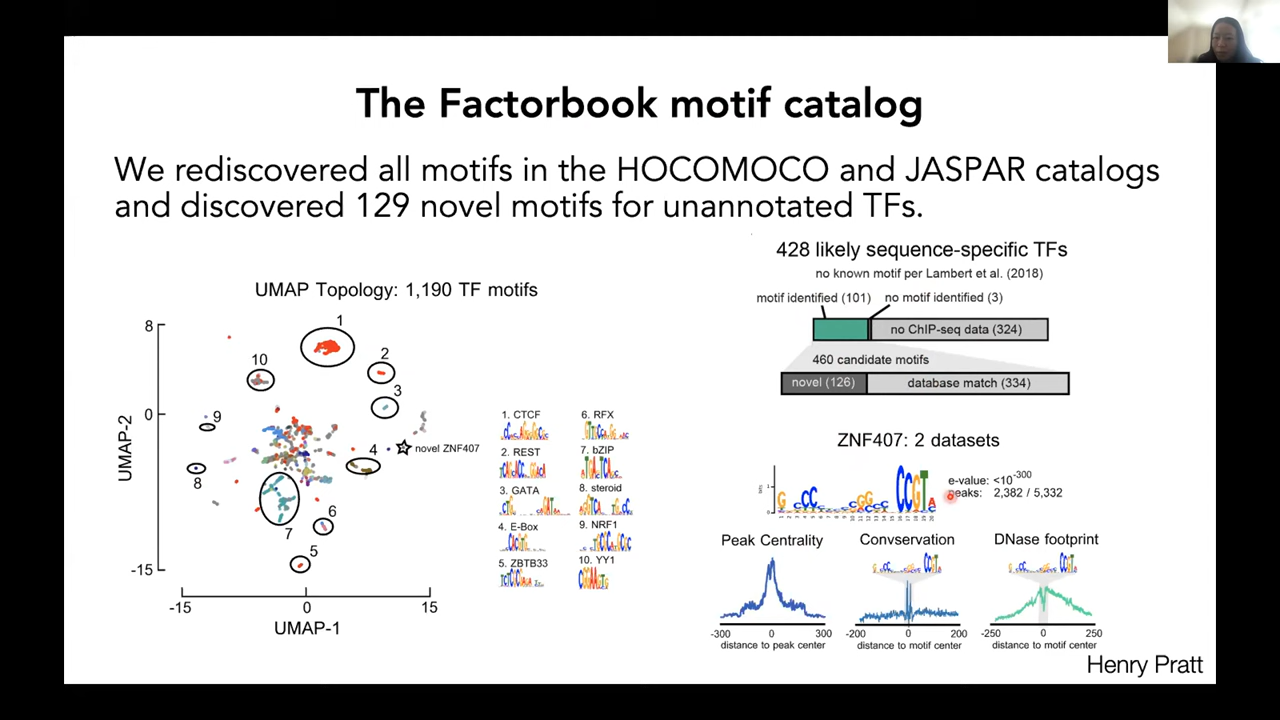 The Factorbook motif catalog
We rediscovered all motifs in the HOCOMOCO and JASPAR catalogs
and discovered 129 novel motifs for unannotated TFs.
UMAP Topology: 1,190 TF motifs
8
0
-15
UMAP-2
-15
0
15
UMAP-1
1
2
3
4
5
6
7
8
9
10
novel ZNF407
1. CTCF
2. REST
3. GATA
4. E-Box
5. ZBTB33
6. RFX
7. bZIP
8. steroid
9. NRF1
10. YY1
428 likely sequence-specific TFs
no known motif per Lambert et al. (2018)
motif identified (101)
no motif identified (3)
no ChIP-seq data (324)
460 candidate motifs
novel (126)
database match (334)
ZNF407: 2 datasets
e-value: <10-300
peaks: 2,382 / 5,332
Peak Centrality
-300 0 300
distance to peak center
Convservation
-200 0 200
distance to motif center
DNase footprint
-250 0 250
distance to motif center
Henry Pratt